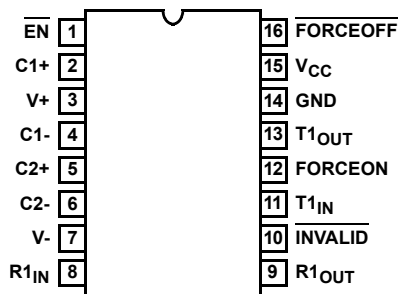 EN 1 16 FORCEOFF
C1+ 2 15 VCC
V+ 3 14 GND
C1- 4 13 T1OUT
C2+ 5 12 FORCEON
C2- 6 11 T1IN
V- 7 10 INVALID
R1IN 8 9 R1OUT